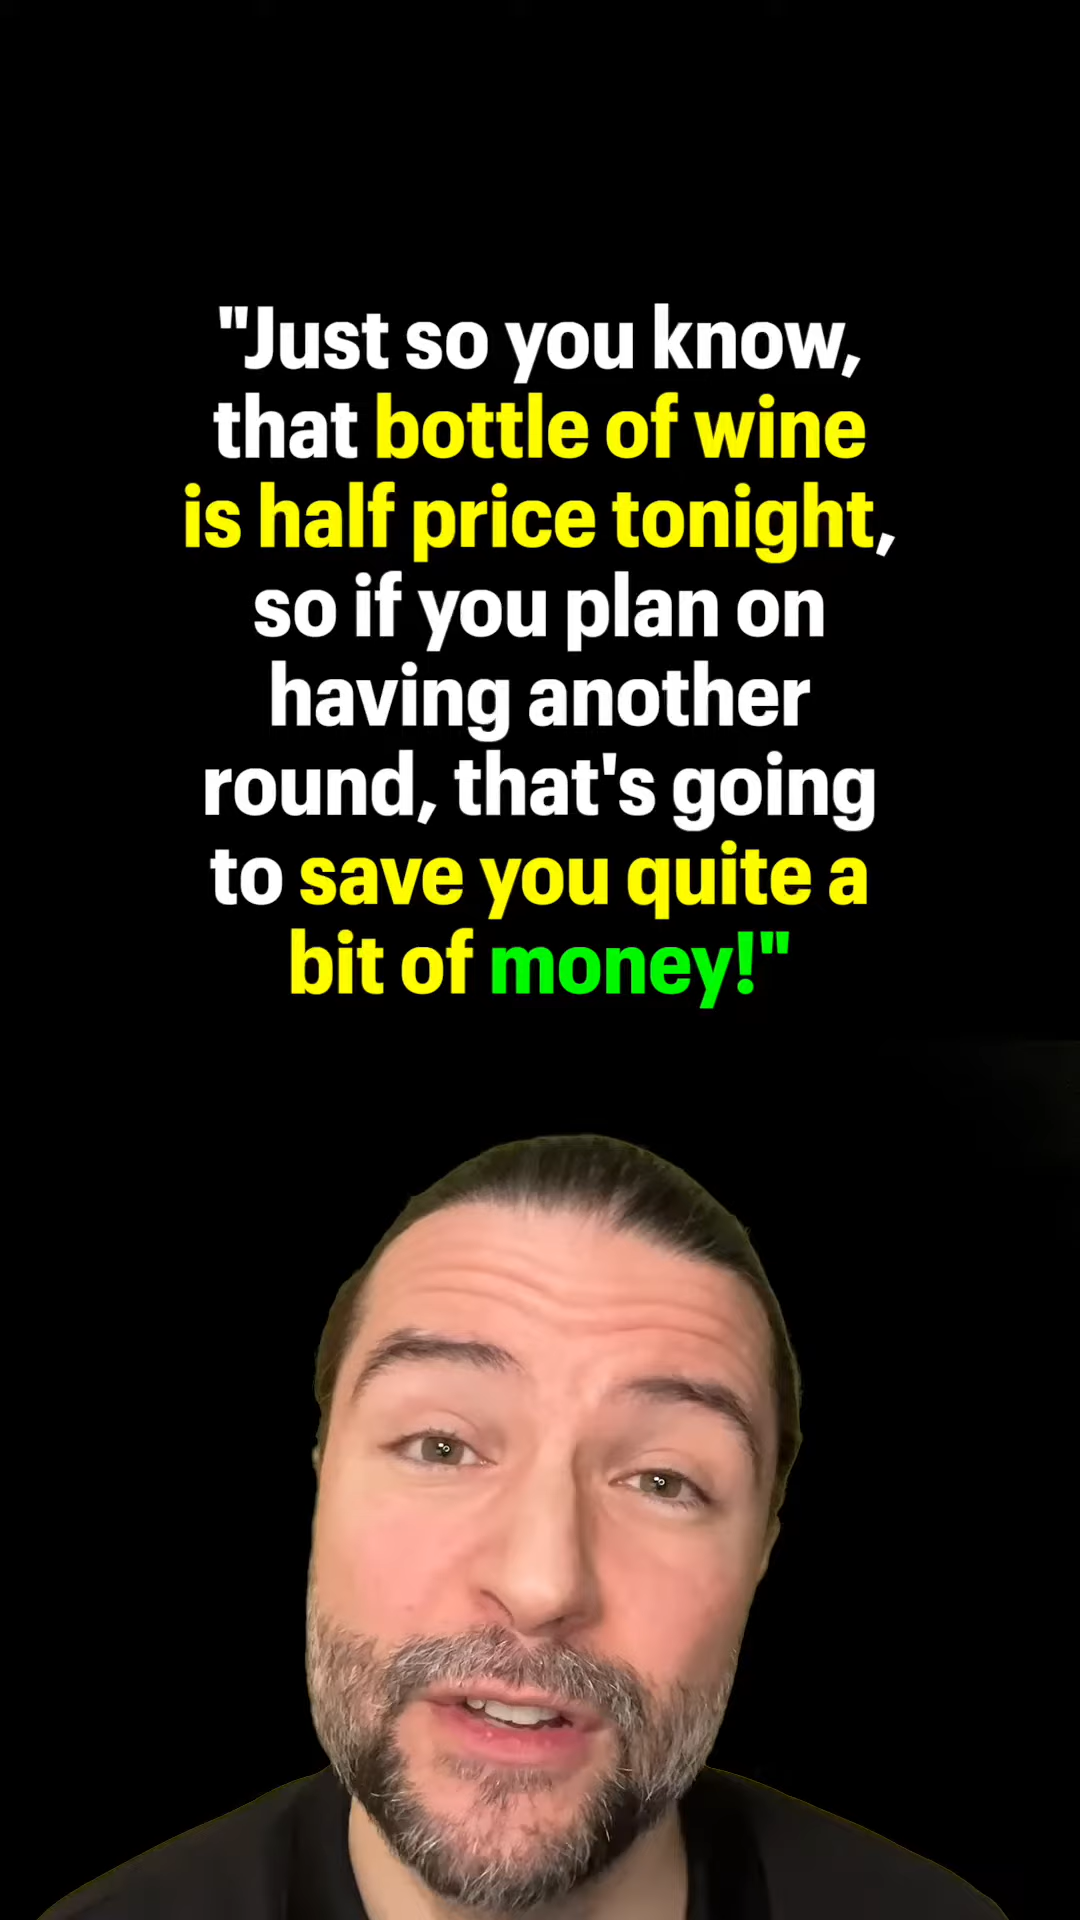 "Just so you know,
that bottle of wine
is half price tonight,
so if you plan on
having another
round, that's going
to save you quite a
bit of money!"